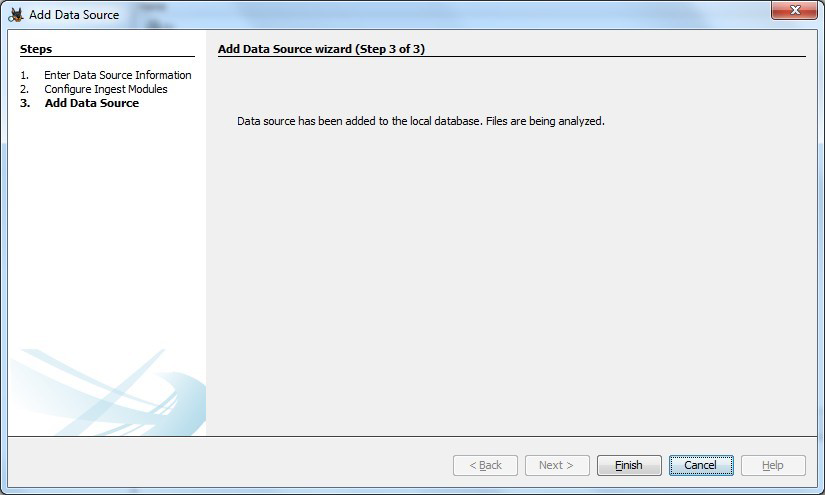 Add Data Source
Steps
1. Enter Data Source Information
2. Configure Ingest Modules
3. Add Data Source
Add Data Source wizard (Step 3 of 3)
Data source has been added to the local database. Files are being analyzed.
< Back
Next >
Finish
Cancel
Help